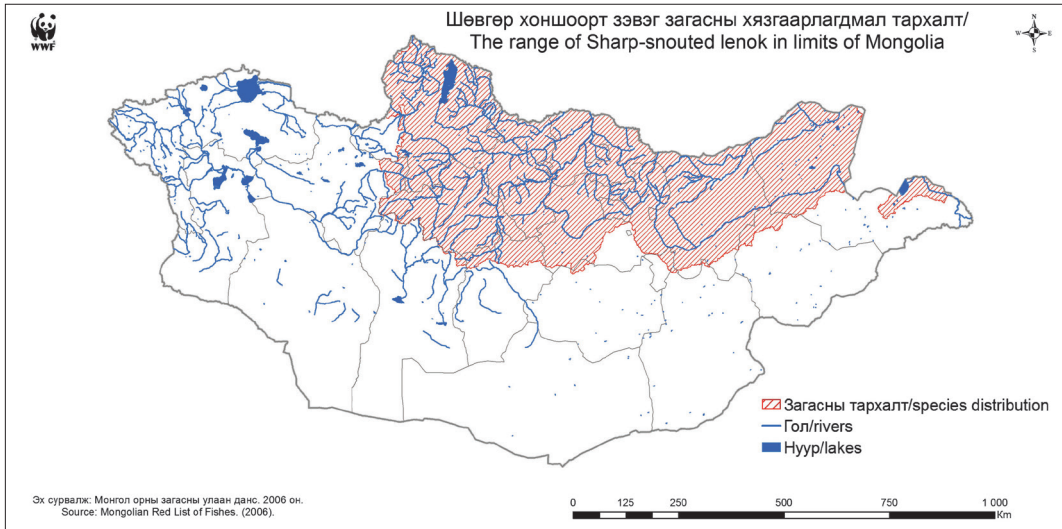 Шөвгөр хоншоорт зэвэг загасны хязгаарлагдмал тархалт/
The range of Sharp-snouted lenok in limits of Mongolia
WWF
N
W E
S
Загасны тархалт/species distribution
Гол/rivers
Нуур/lakes
Эх сурвалж: Монгол орны загасны улаан данс. 2006 он.
Source: Mongolian Red List of Fishes. (2006).
0 125 250 500 750 1 000
Km